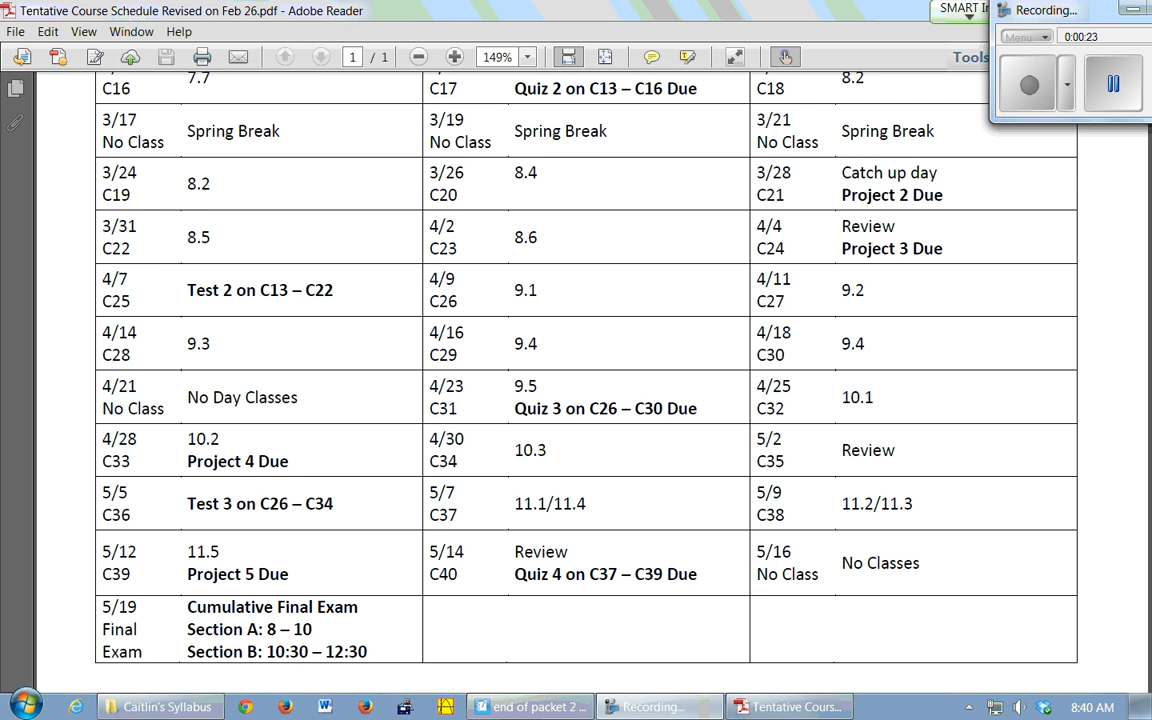 Tentative Course Schedule Revised on Feb 26.pdf - Adobe Reader
SMART
Recording...
File Edit View Window Help
Menu
0:00:23
1 / 1
149%
Tools
C16
7.7
C17
Quiz 2 on C13 – C16 Due
C18
8.2
3/17
No Class
Spring Break
3/19
No Class
Spring Break
3/21
No Class
Spring Break
3/24
C19
8.2
3/26
C20
8.4
3/28
C21
Catch up day
Project 2 Due
3/31
C22
8.5
4/2
C23
8.6
4/4
C24
Review
Project 3 Due
4/7
C25
Test 2 on C13 – C22
4/9
C26
9.1
4/11
C27
9.2
4/14
C28
9.3
4/16
C29
9.4
4/18
C30
9.4
4/21
No Class
No Day Classes
4/23
C31
9.5
Quiz 3 on C26 – C30 Due
4/25
C32
10.1
4/28
C33
10.2
Project 4 Due
4/30
C34
10.3
5/2
C35
Review
5/5
C36
Test 3 on C26 – C34
5/7
C37
11.1/11.4
5/9
C38
11.2/11.3
5/12
C39
11.5
Project 5 Due
5/14
C40
Review
Quiz 4 on C37 – C39 Due
5/16
No Class
No Classes
5/19
Final
Exam
Cumulative Final Exam
Section A: 8 – 10
Section B: 10:30 – 12:30
Caitlin's Syllabus
end of packet 2 ...
Recording...
Tentative Cours...
8:40 AM